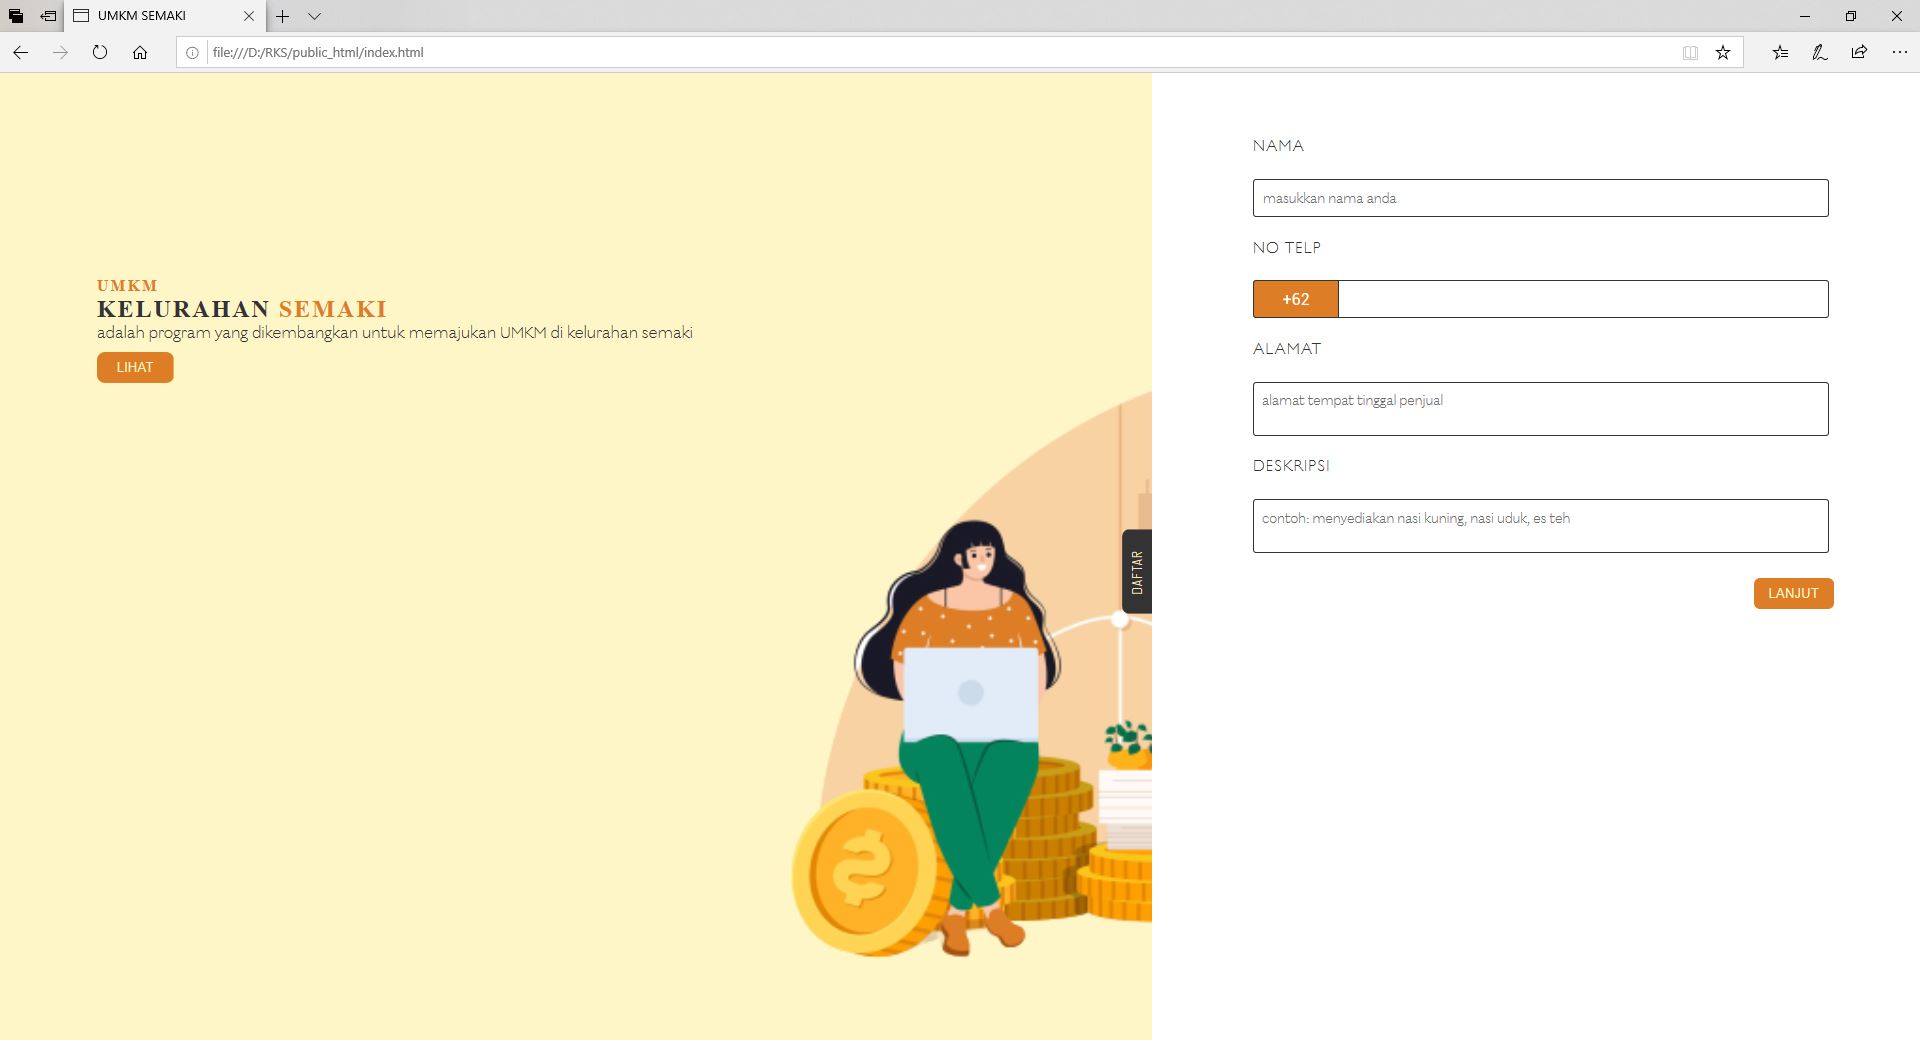 UMKM SEMAKI
file:///D:/RKS/public_html/index.html
UMKM
KELURAHAN SEMAKI
adalah program yang dikembangkan untuk memajukan UMKM di kelurahan semaki
LIHAT
DAFTAR
NAMA
masukkan nama anda
NO TELP
+62
ALAMAT
alamat tempat tinggal penjual
DESKRIPSI
contoh: menyediakan nasi kuning, nasi uduk, es teh
LANJUT